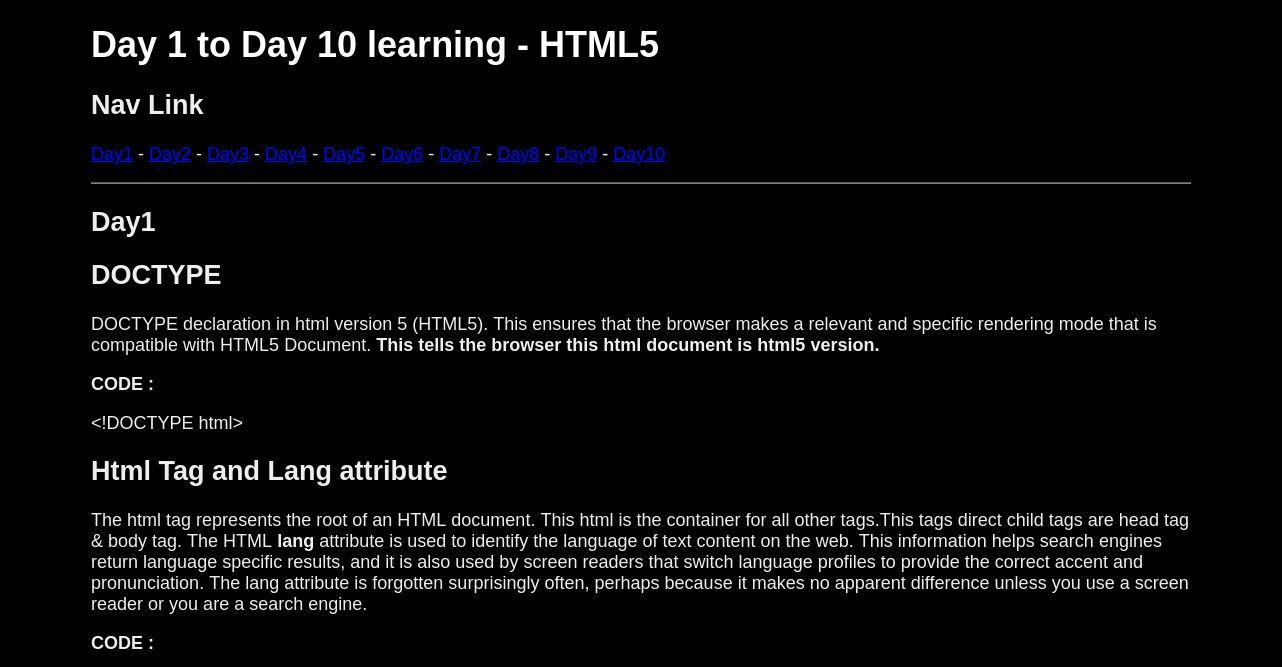 Day 1 to Day 10 learning - HTML5
Nav Link
Day1 - Day2 - Day3 - Day4 - Day5 - Day6 - Day7 - Day8 - Day9 - Day10
Day1
DOCTYPE
DOCTYPE declaration in html version 5 (HTML5). This ensures that the browser makes a relevant and specific rendering mode that is
compatible with HTML5 Document. This tells the browser this html document is html5 version.
CODE :
<!DOCTYPE html>
Html Tag and Lang attribute
The html tag represents the root of an HTML document. This html is the container for all other tags.This tags direct child tags are head tag
& body tag. The HTML lang attribute is used to identify the language of text content on the web. This information helps search engines
return language specific results, and it is also used by screen readers that switch language profiles to provide the correct accent and
pronunciation. The lang attribute is forgotten surprisingly often, perhaps because it makes no apparent difference unless you use a screen
reader or you are a search engine.
CODE :